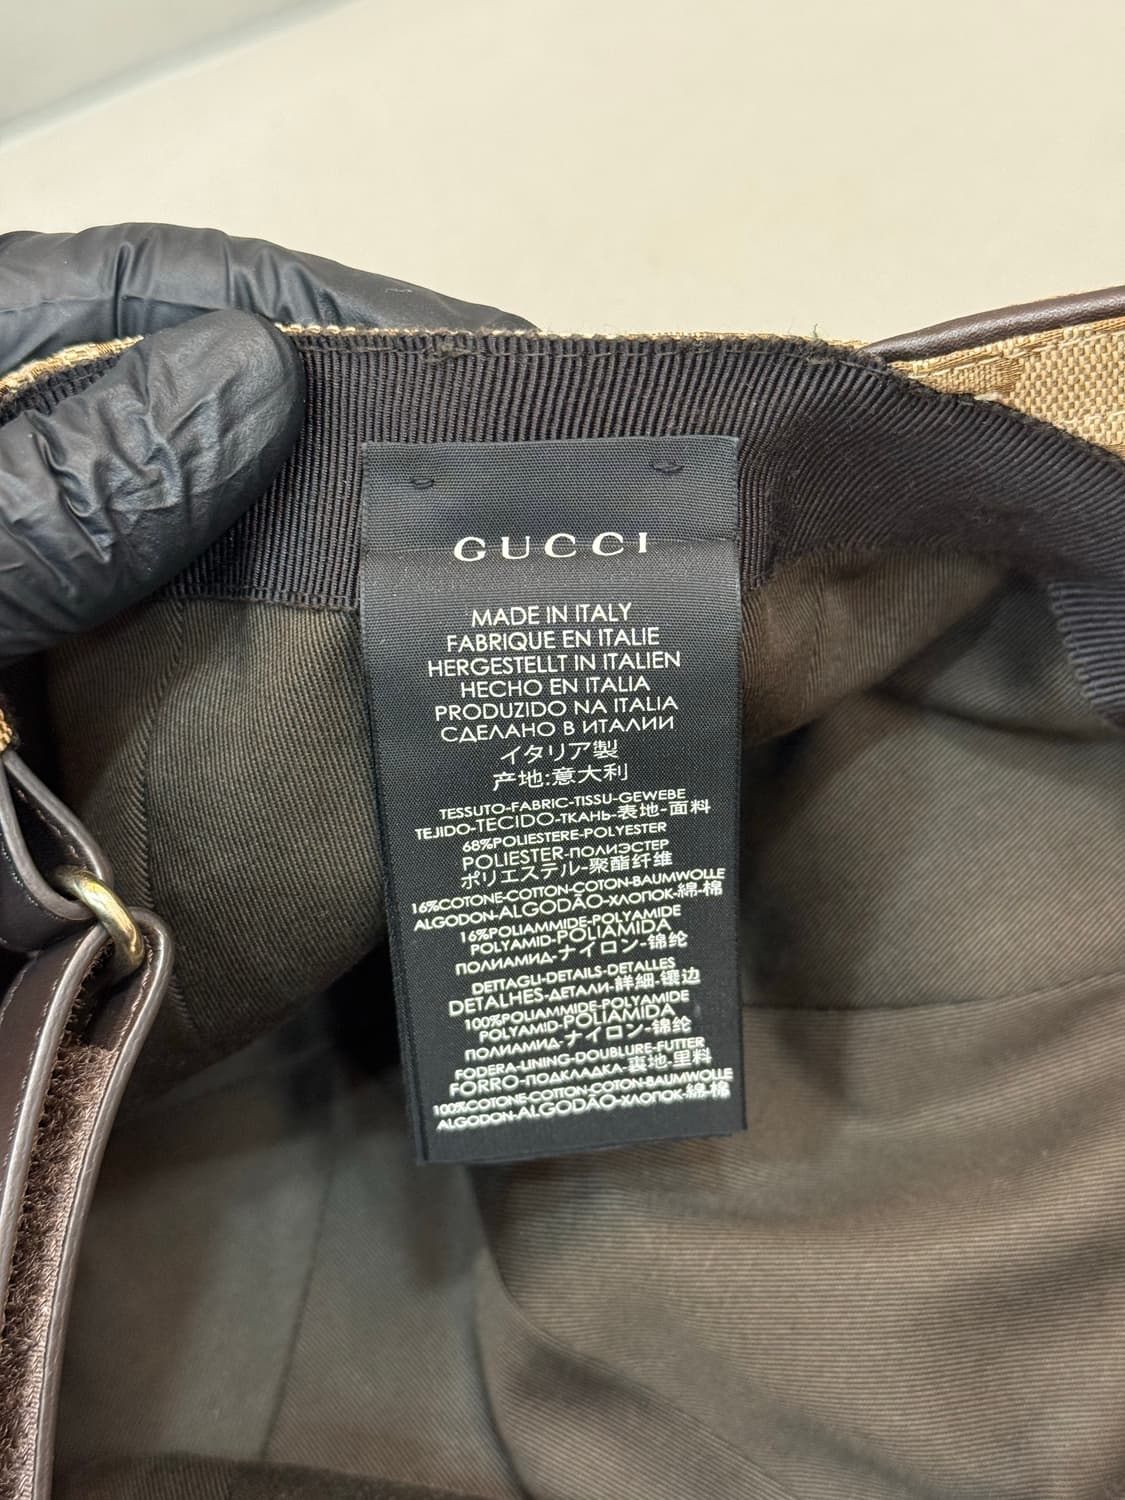 GUCCI
MADE IN ITALY
FABRIQUE EN ITALIE
HERGESTELLT IN ITALIEN
HECHO EN ITALIA
PRODUZIDO NA ITALIA
СДЕЛАНО В ИТАЛИИ
イタリア製
产地:意大利
TESSUTO-FABRIC-TISSU-GEWEBE
TEJIDO-TECIDO-ТКАНЬ-表地-面料
68%POLIESTERE-POLYESTER
POLIESTER-ПОЛИЭСТЕР
ポリエステル-聚酯纤维
16%COTONE-COTTON-COTON-BAUMWOLLE
ALGODON-ALGODÃO-ХЛОПОК-綿-棉
16%POLIAMMIDE-POLYAMIDE
POLYAMID-POLIAMIDA
ПОЛИАМИД-ナイロン-锦纶
DETTAGLI-DETAILS-DETALLES
DETALHES-ДЕТАЛИ-詳細-镶边
100%POLIAMMIDE-POLYAMIDE
POLYAMID-POLIAMIDA
ПОЛИАМИД-ナイロン-锦纶
FODERA-LINING-DOUBLURE-FUTTER
FORRO-ПОДКЛАДКА-裏地-里料
100%COTONE-COTTON-COTON-BAUMWOLLE
ALGODON-ALGODÃO-ХЛОПОК-綿-棉